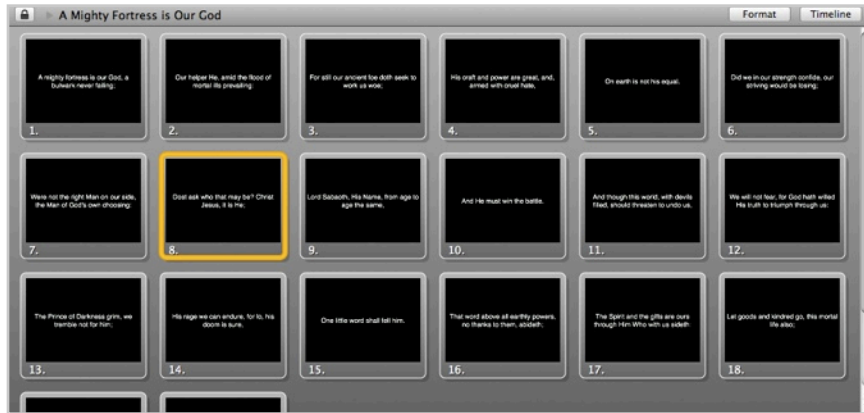 A Mighty Fortress is Our God
Format
Timeline
A mighty fortress is our God, a
bulwark never failing;
1.
Our helper He, amid the flood of
mortal ills prevailing:
2.
For still our ancient foe doth seek to
work us woe;
3.
His craft and power are great, and,
armed with cruel hate,
4.
On earth is not his equal.
5.
Did we in our strength confide, our
striving would be losing;
6.
Were not the right Man on our side,
the Man of God's own choosing:
7.
Dost ask who that may be? Christ
Jesus, it is He;
8.
Lord Sabaoth, His Name, from age to
age the same,
9.
And He must win the battle.
10.
And though this world, with devils
filled, should threaten to undo us,
11.
We will not fear, for God hath willed
His truth to triumph through us:
12.
The Prince of Darkness grim, we
tremble not for him;
13.
His rage we can endure, for lo, his
doom is sure,
14.
One little word shall fell him.
15.
That word above all earthly powers,
no thanks to them, abideth;
16.
The Spirit and the gifts are ours
through Him Who with us sideth:
17.
Let goods and kindred go, this mortal
life also;
18.